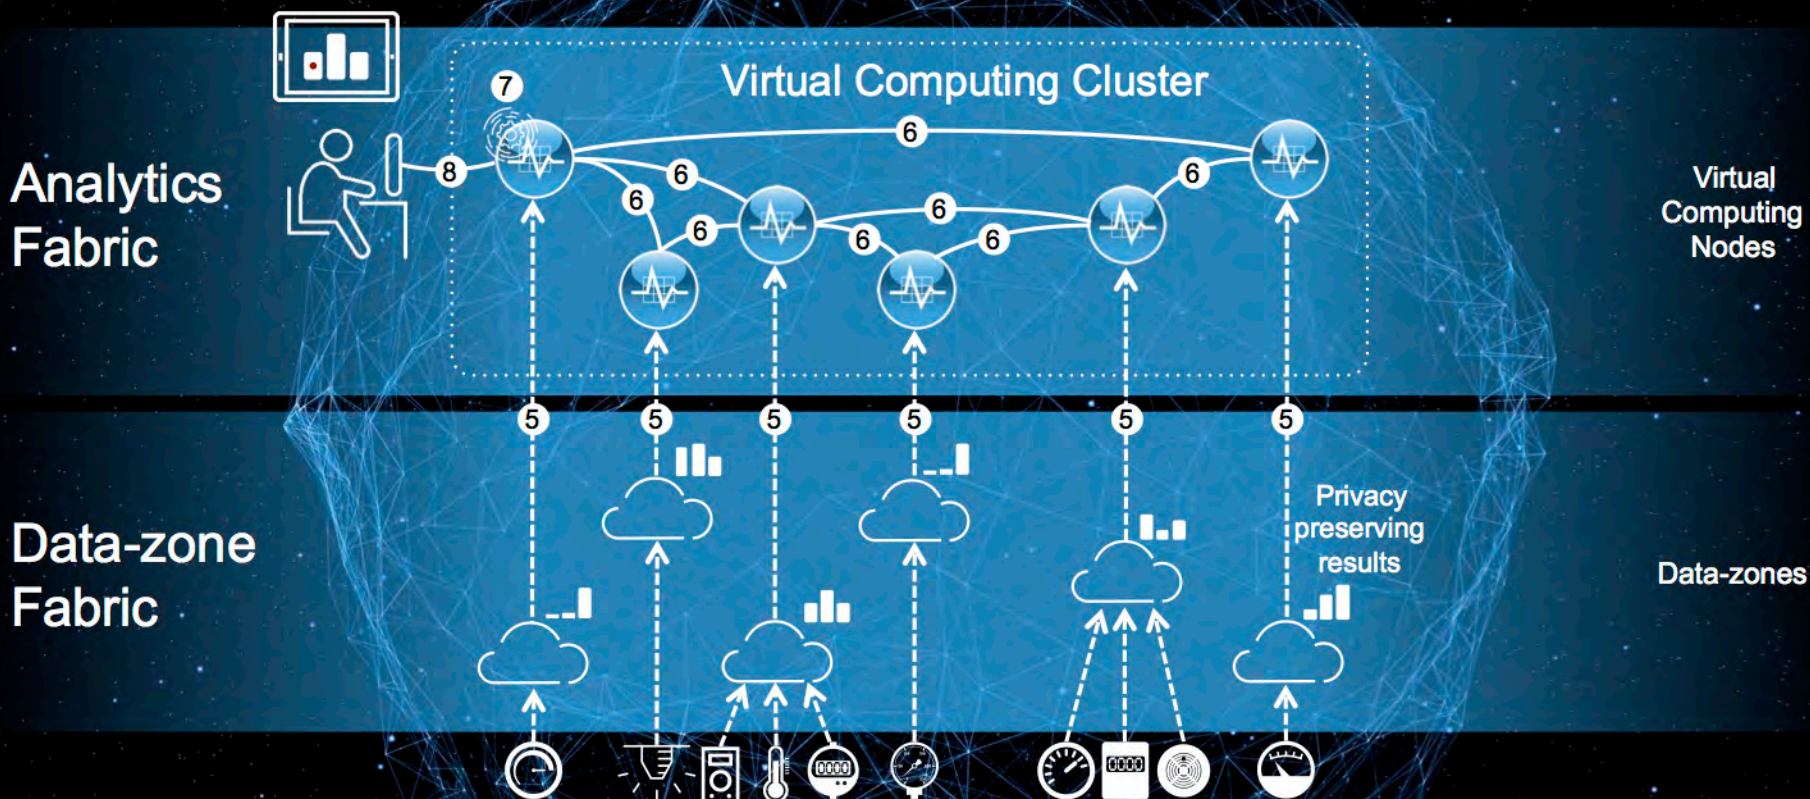 7
Virtual Computing Cluster
6
8
6
6
6
6
6
6
6
Analytics
Fabric
Virtual
Computing
Nodes
5
5
5
5
5
5
Privacy
preserving
results
Data-zone
Fabric
Data-zones
0000
0000